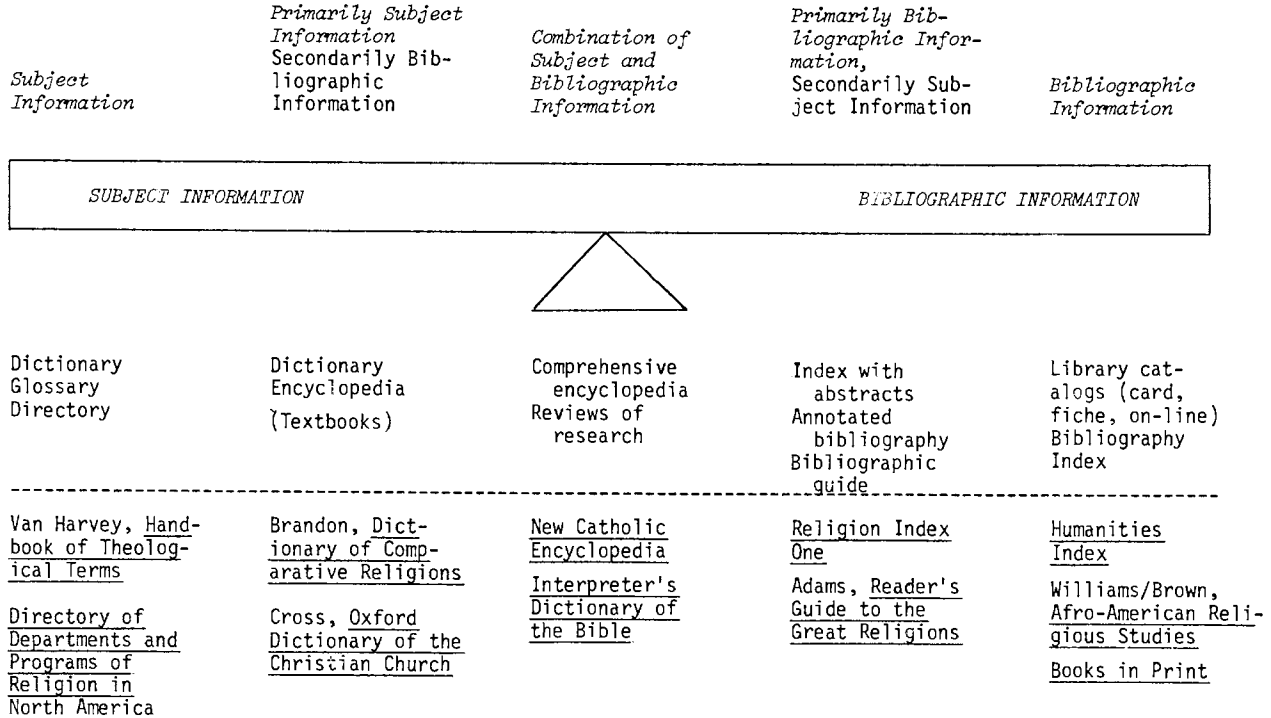 Subject
Information
Primarily Subject
Information
Secondarily Bib-
liographic
Information
Combination of
Subject and
Bibliographic
Information
Primarily Bib-
liographic Infor-
mation,
Secondarily Sub-
ject Information
Bibliographic
Information
SUBJECT INFORMATION
BIBLIOGRAPHIC INFORMATION
Dictionary
Glossary
Directory
Dictionary
Encyclopedia
(Textbooks)
Comprehensive
encyclopedia
Reviews of
research
Index with
abstracts
Annotated
bibliography
Bibliographic
guide
Library cat-
alogs (card,
fiche, on-line)
Bibliography
Index
Van Harvey, Hand-
book of Theolog-
ical Terms
Directory of
Departments and
Programs of
Religion in
North America
Brandon, Dict-
ionary of Comp-
arative Religions
Cross, Oxford
Dictionary of the
Christian Church
New Catholic
Encyclopedia
Interpreter's
Dictionary of
the Bible
Religion Index
One
Adams, Reader's
Guide to the
Great Religions
Humanities
Index
Williams/Brown,
Afro-American Reli-
gious Studies
Books in Print